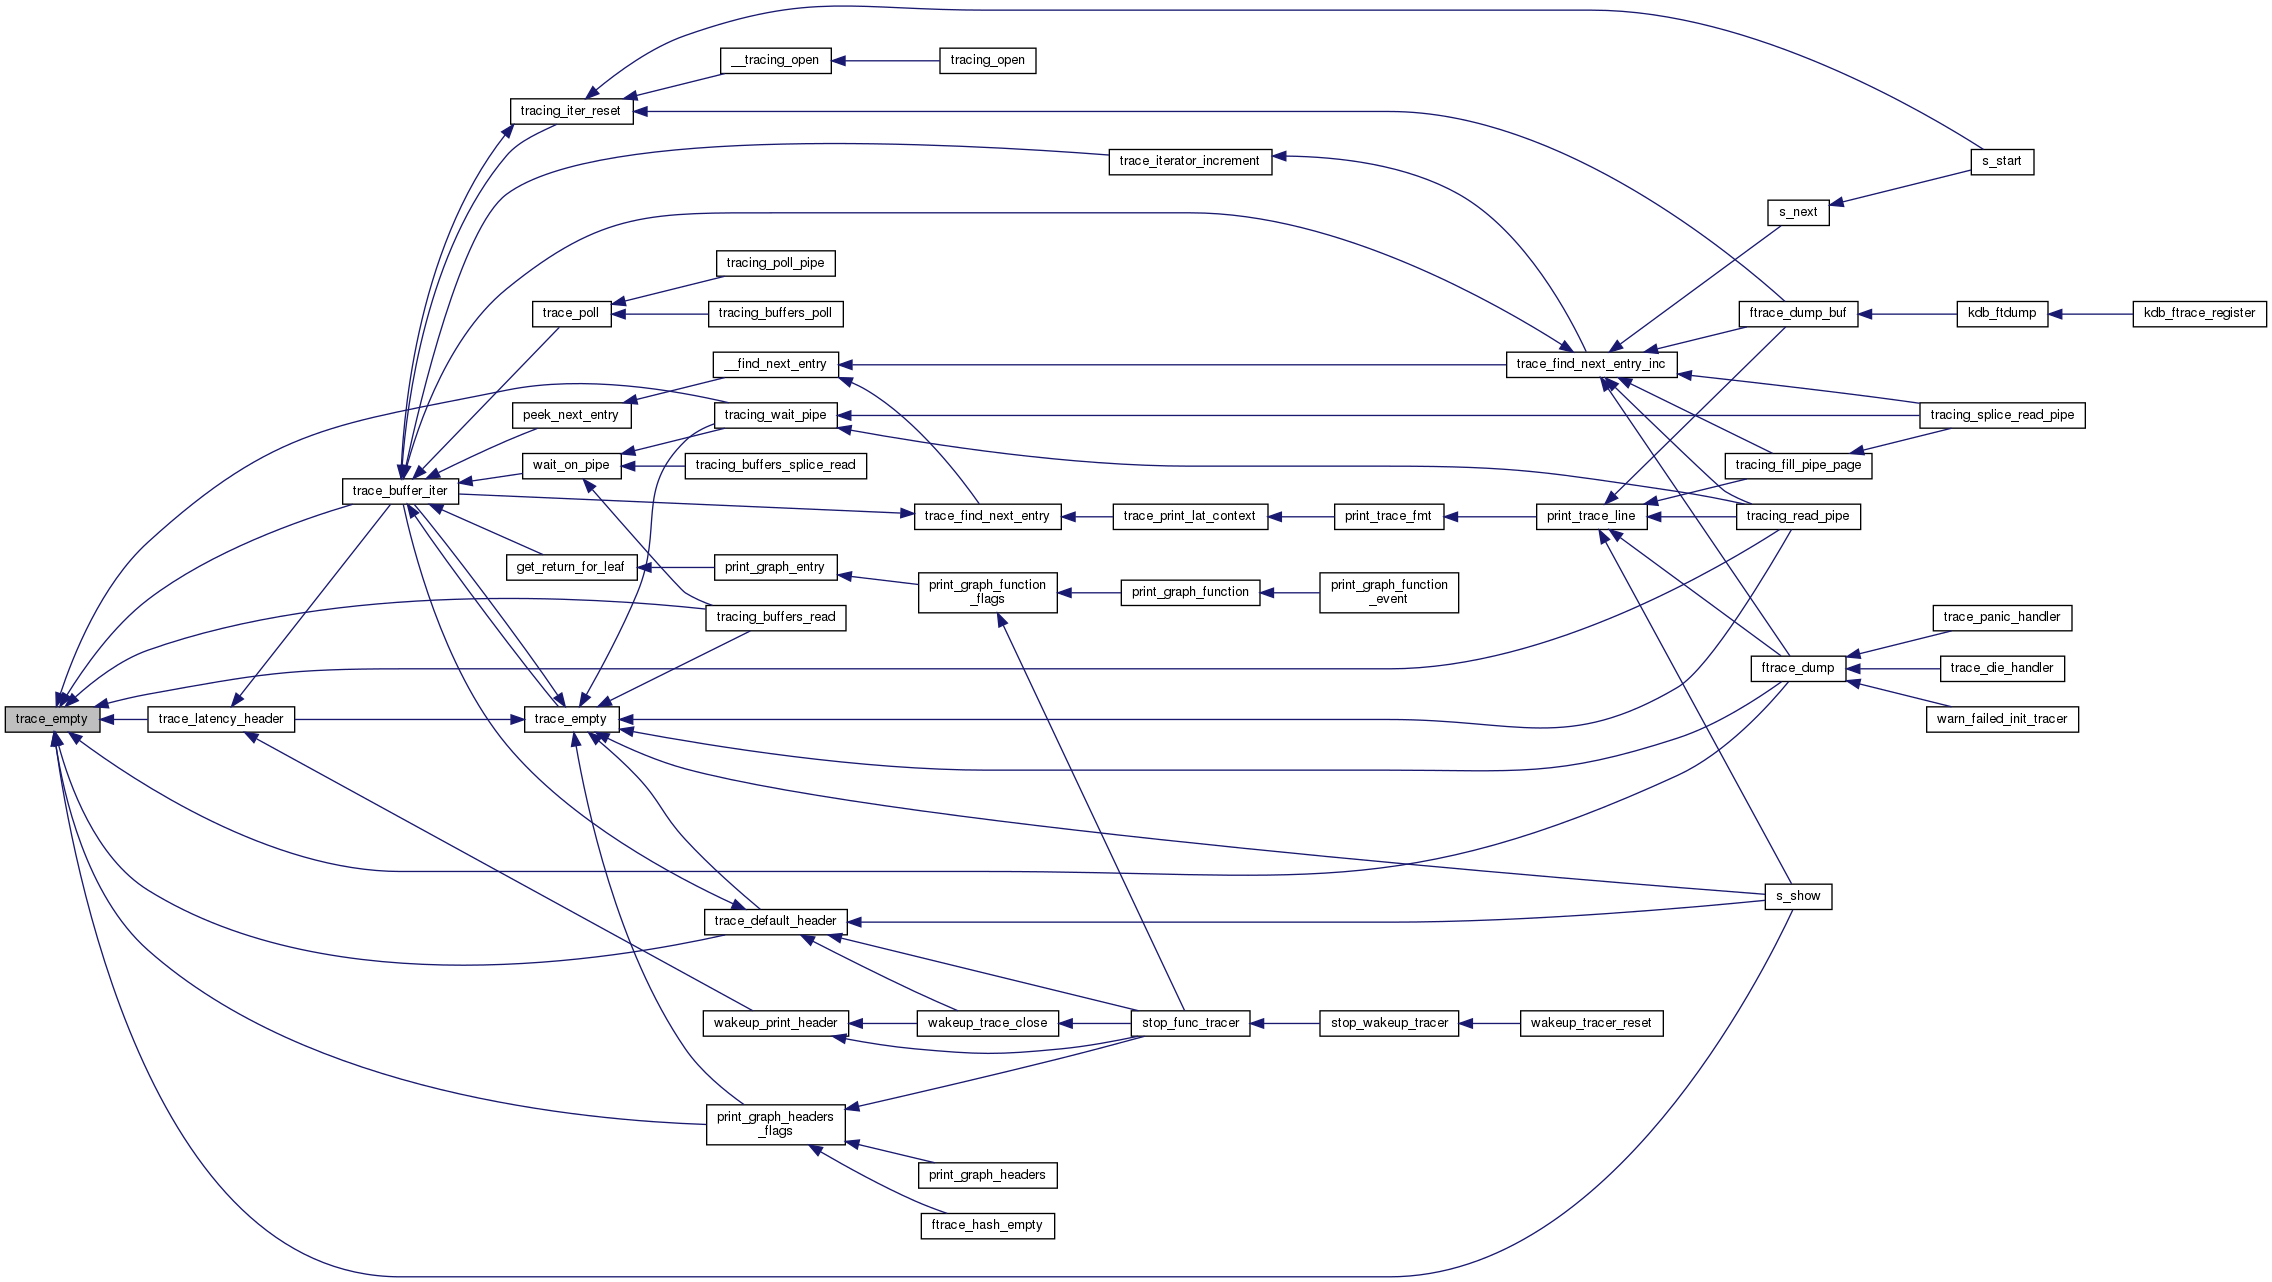 __tracing_open
tracing_open
tracing_iter_reset
trace_iterator_increment
s_start
s_next
tracing_poll_pipe
trace_poll
tracing_buffers_poll
ftrace_dump_buf
kdb_ftdump
kdb_ftrace_register
__find_next_entry
trace_find_next_entry_inc
peek_next_entry
tracing_wait_pipe
tracing_splice_read_pipe
wait_on_pipe
tracing_buffers_splice_read
tracing_fill_pipe_page
trace_buffer_iter
trace_find_next_entry
trace_print_lat_context
print_trace_fmt
print_trace_line
tracing_read_pipe
get_return_for_leaf
print_graph_entry
print_graph_function
_flags
print_graph_function
print_graph_function
_event
tracing_buffers_read
trace_panic_handler
ftrace_dump
trace_die_handler
trace_empty
trace_latency_header
trace_empty
warn_failed_init_tracer
s_show
trace_default_header
wakeup_print_header
wakeup_trace_close
stop_func_tracer
stop_wakeup_tracer
wakeup_tracer_reset
print_graph_headers
_flags
print_graph_headers
ftrace_hash_empty